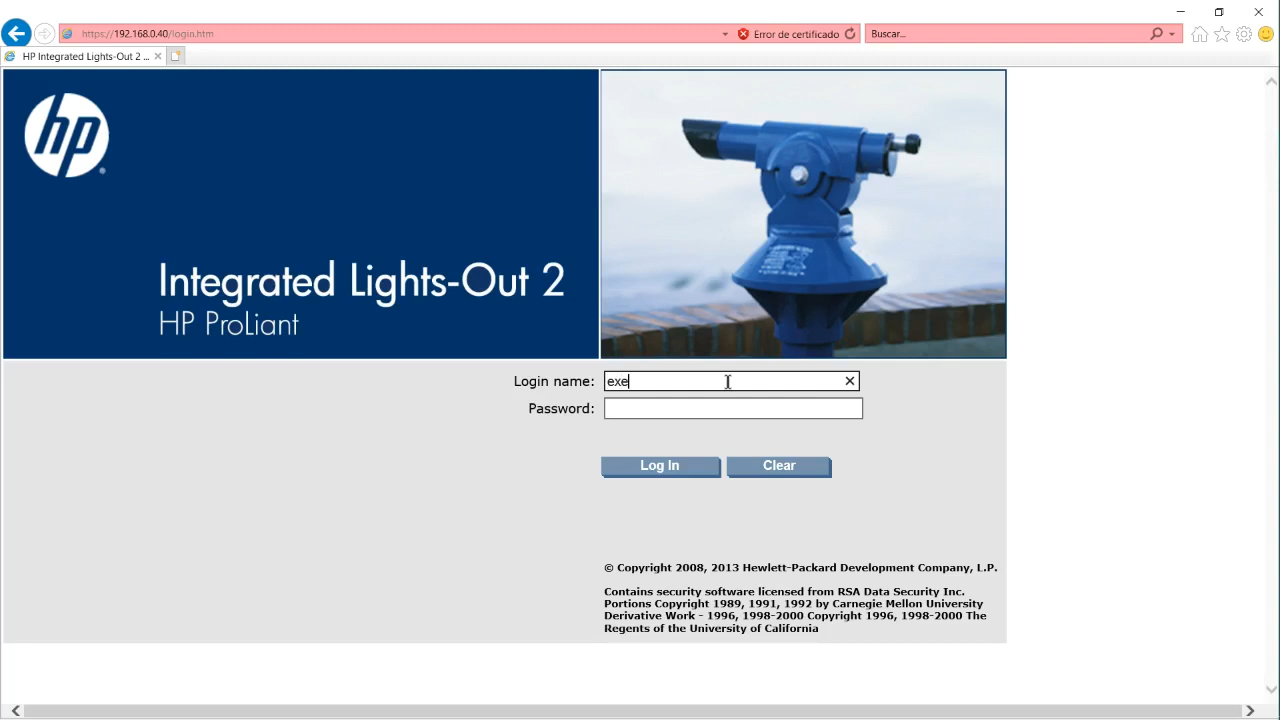 https://192.168.0.40/login.htm
Error de certificado
Buscar...
HP Integrated Lights-Out 2 ...
hp
Integrated Lights-Out 2
HP ProLiant
Login name: exe
Password:
Log In Clear
© Copyright 2008, 2013 Hewlett-Packard Development Company, L.P.
Contains security software licensed from RSA Data Security Inc.
Portions Copyright 1989, 1991, 1992 by Carnegie Mellon University
Derivative Work - 1996, 1998-2000 Copyright 1996, 1998-2000 The
Regents of the University of California